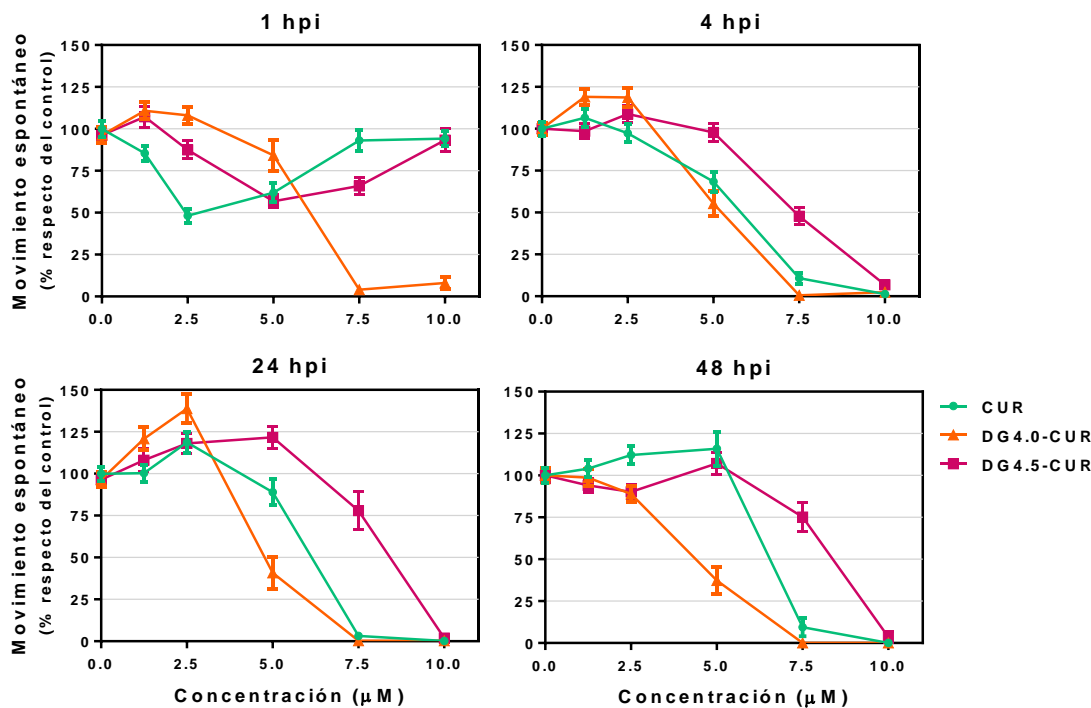 1 hpi
4 hpi
Movimiento espontáneo
(% respecto del control)
150
125
100
75
50
25
0
0.0 2.5 5.0 7.5 10.0
150
125
100
75
50
25
0
0.0 2.5 5.0 7.5 10.0
24 hpi
48 hpi
Movimiento espontáneo
(% respecto del control)
150
125
100
75
50
25
0
0.0 2.5 5.0 7.5 10.0
Concentración (μM)
150
125
100
75
50
25
0
0.0 2.5 5.0 7.5 10.0
Concentración (μM)
CUR
DG4.0-CUR
DG4.5-CUR